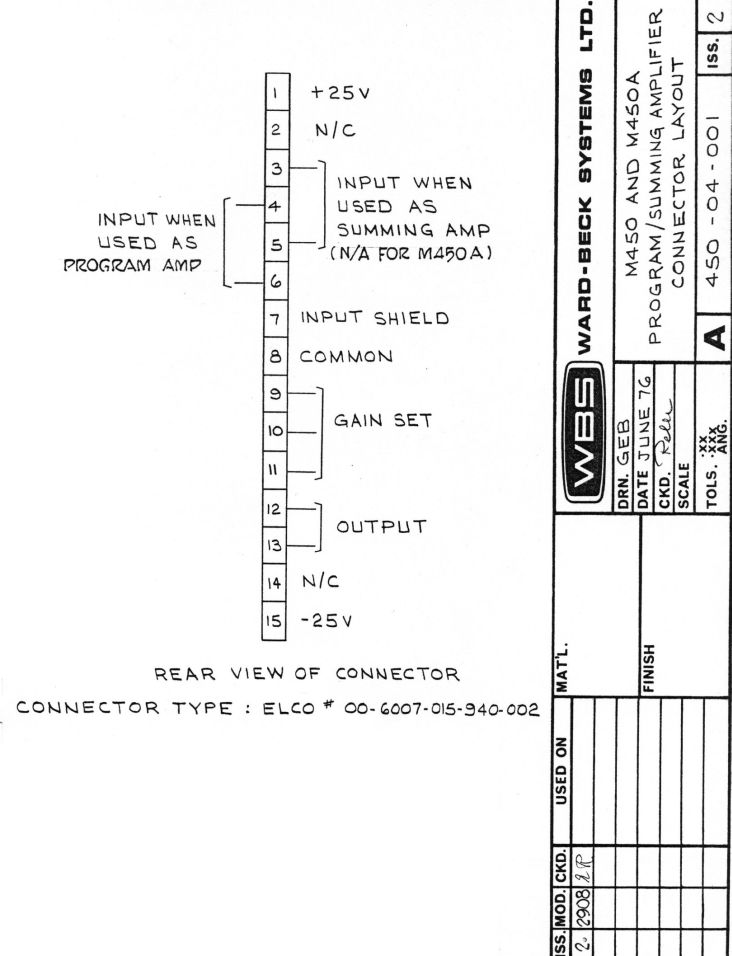 1 +25V
2 N/C
3
4
5
6
INPUT WHEN
USED AS
SUMMING AMP
(N/A FOR M450A)
INPUT WHEN
USED AS
PROGRAM AMP
7 INPUT SHIELD
8 COMMON
9
10 GAIN SET
11
12
13
OUTPUT
14 N/C
15 -25V
REAR VIEW OF CONNECTOR
CONNECTOR TYPE : ELCO # 00-6007-015-940-002
WBS WARD-BECK SYSTEMS LTD.
DRN. GEB
DATE JUNE 76
CKD.
SCALE
TOLS. .XX
.XXX
ANG.
M450 AND M450A
PROGRAM/SUMMING AMPLIFIER
CONNECTOR LAYOUT
A 450-04-001 ISS. 2
MAT'L.
FINISH
USED ON
ISS. MOD. CKD.
2 2908